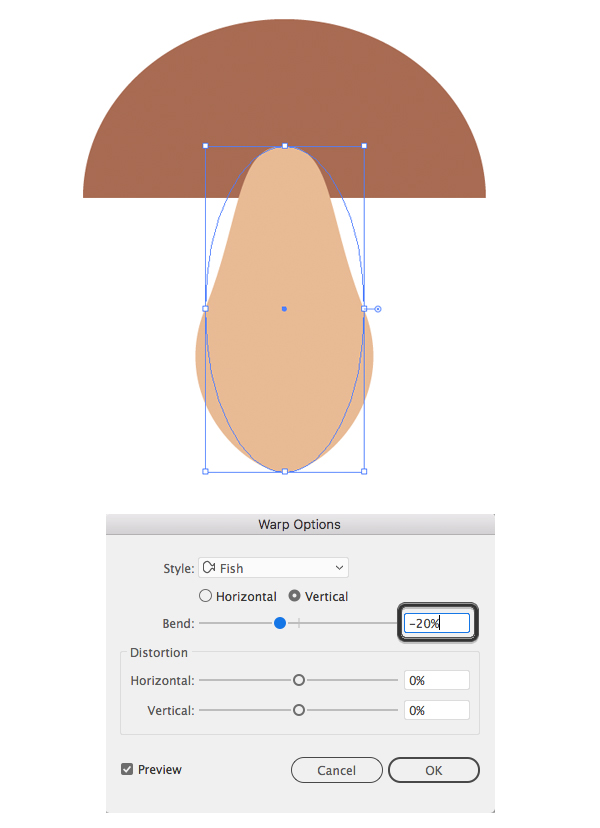 Warp Options
Style: Fish
Horizontal Vertical
Bend: -20%
Distortion
Horizontal: 0%
Vertical: 0%
Preview Cancel OK